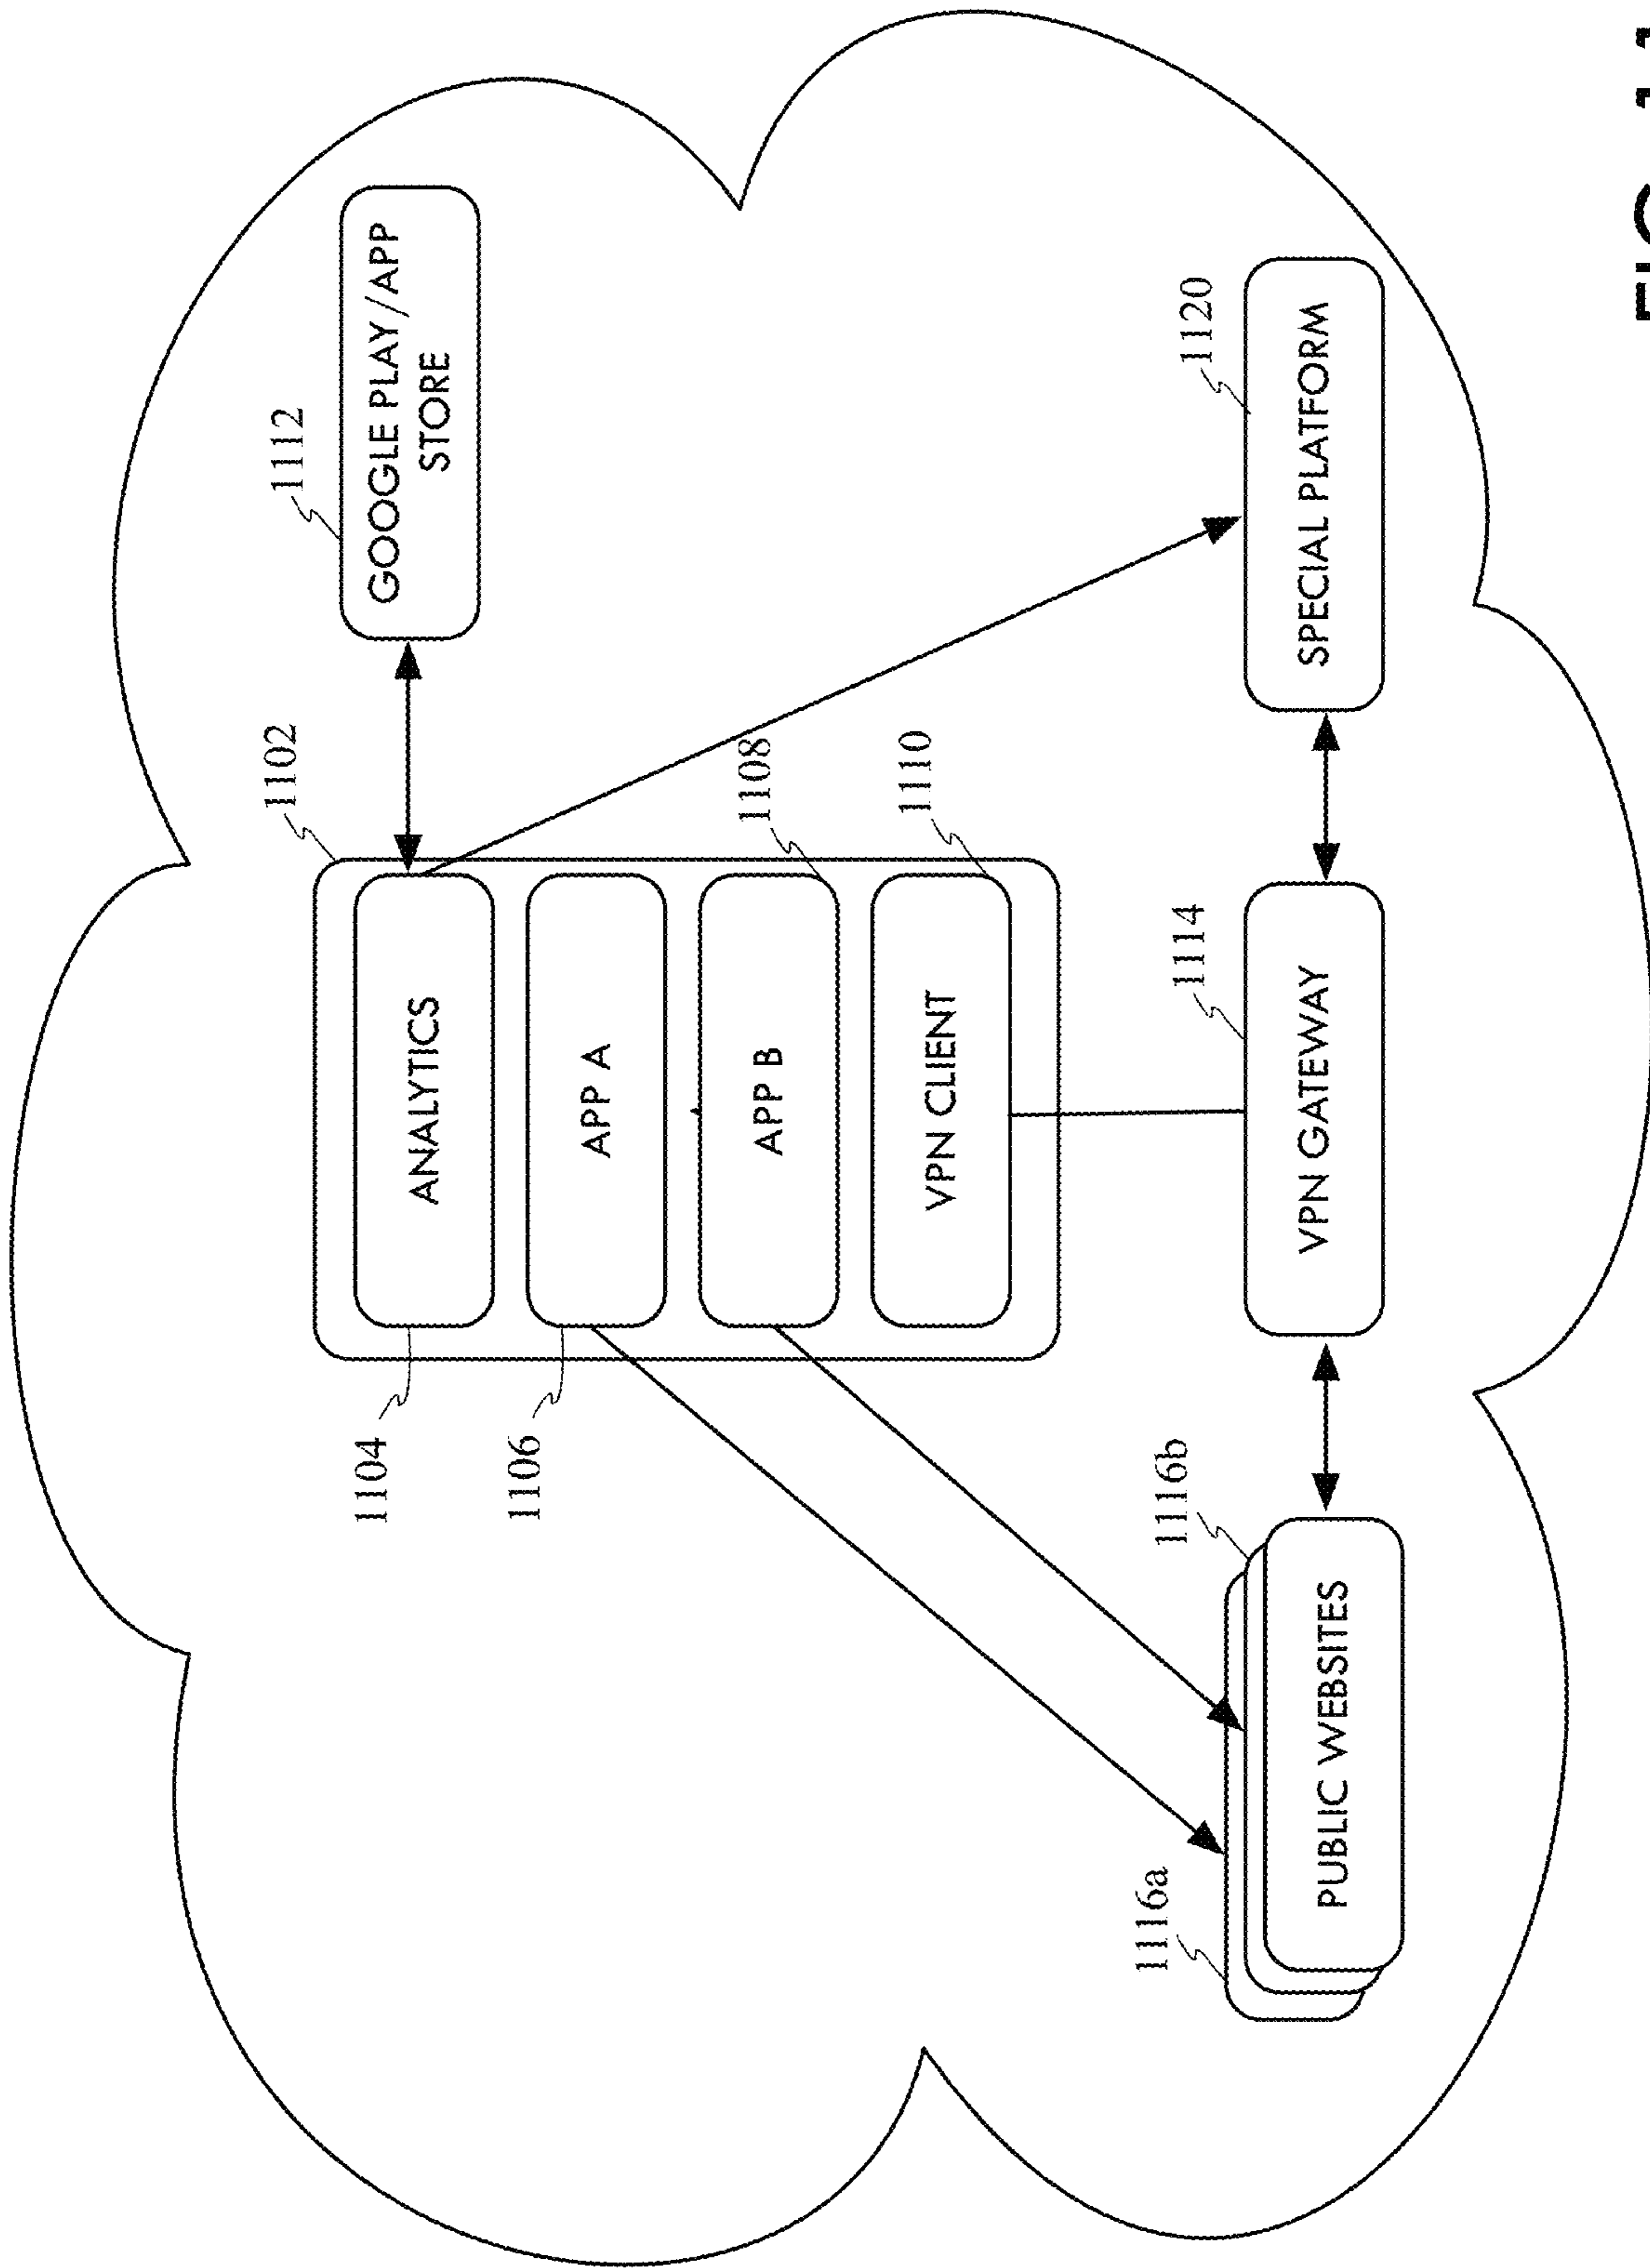 1112
GOOGLE PLAY/APP
STORE
1102
1104
ANALYTICS
1106
APP A
1108
APP B
1110
VPN CLIENT
1116a
1116b
PUBLIC WEBSITES
1114
VPN GATEWAY
1120
SPECIAL PLATFORM